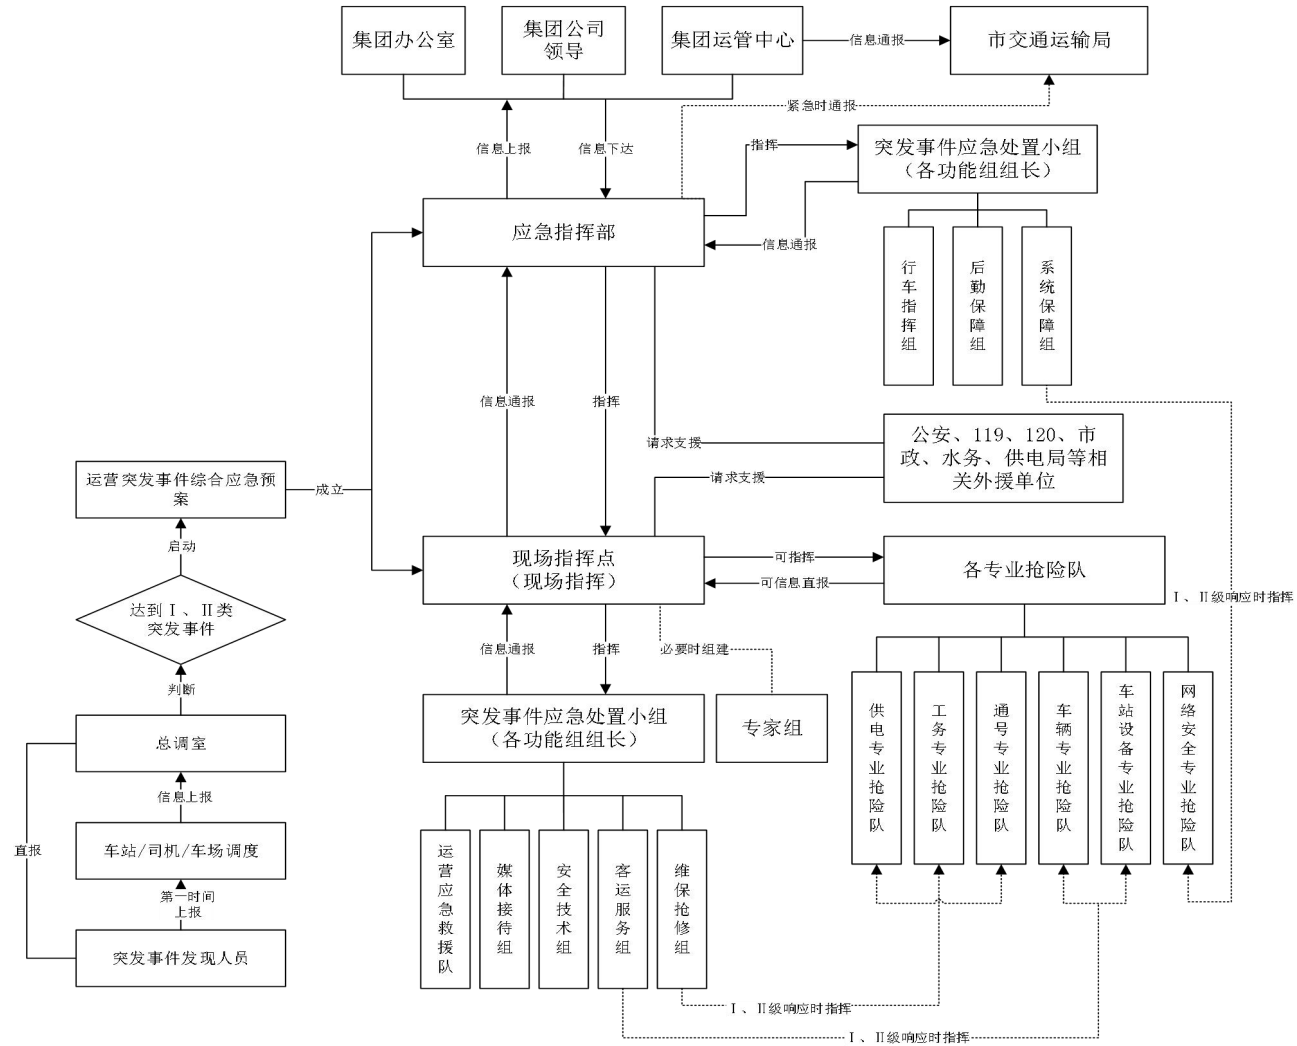 集团办公室
集团公司
领导
集团运管中心
信息通报
市交通运输局
紧急时通报
信息上报
信息下达
指挥
突发事件应急处置小组
（各功能组组长）
应急指挥部
信息通报
行车指挥组
后勤保障组
系统保障组
信息通报
指挥
请求支援
公安、119、120、市
政、水务、供电局等相
关外援单位
请求支援
运营突发事件综合应急预
案
成立
启动
现场指挥点
（现场指挥）
可指挥
可信息直报
各专业抢险队
Ⅰ、Ⅱ级响应时指挥
达到Ⅰ、Ⅱ类
突发事件
信息通报
指挥
必要时组建
判断
突发事件应急处置小组
（各功能组组长）
专家组
供电专业抢险队
工务专业抢险队
通号专业抢险队
车辆专业抢险队
车站设备专业抢险队
网络安全专业抢险队
总调室
信息上报
直报
车站/司机/车场调度
第一时间
上报
突发事件发现人员
运营应急救援队
媒体接待组
安全技术组
客运服务组
维保抢修组
Ⅰ、Ⅱ级响应时指挥
Ⅰ、Ⅱ级响应时指挥